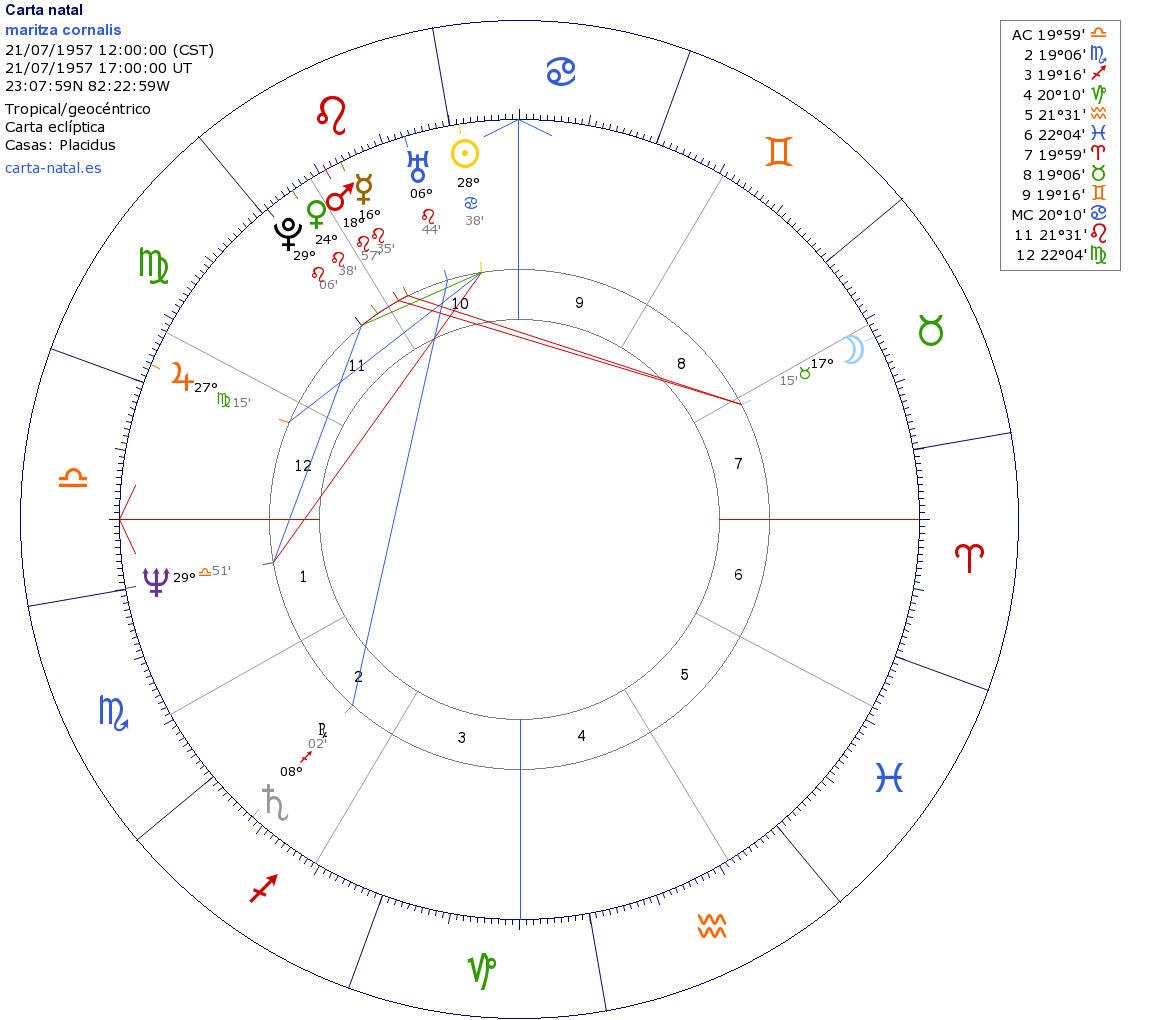 Carta natal
maritza cornalis
21/07/1957 12:00:00 (CST)
21/07/1957 17:00:00 UT
23:07:59N 82:22:59W
Tropical/geocéntrico
Carta eclíptica
Casas: Placidus
carta-natal.es
AC 19°59' ♎
2 19°06' ♏
3 19°16' ♐
4 20°10' ♑
5 21°31' ♒
6 22°04' ♓
7 19°59' ♈
8 19°06' ♉
9 19°16' ♊
MC 20°10' ♋
11 21°31' ♌
12 22°04' ♍
♋
♌
♊
♍
♉
♎
♈
♏
♓
♐
♒
♑
☉ 28° ♋ 38'
♅ 06° ♌ 44'
☿ 16° ♌ 35'
♂ 18° ♌ 57'
♀ 24° ♌ 38'
♇ 29° ♌ 06'
♃ 27° ♍ 15'
☽ 17° ♉ 15'
♆ 29° ♎ 51'
♄ 08° ♐ 02' ℞
10
9
11
8
12
7
1
6
2
5
3
4